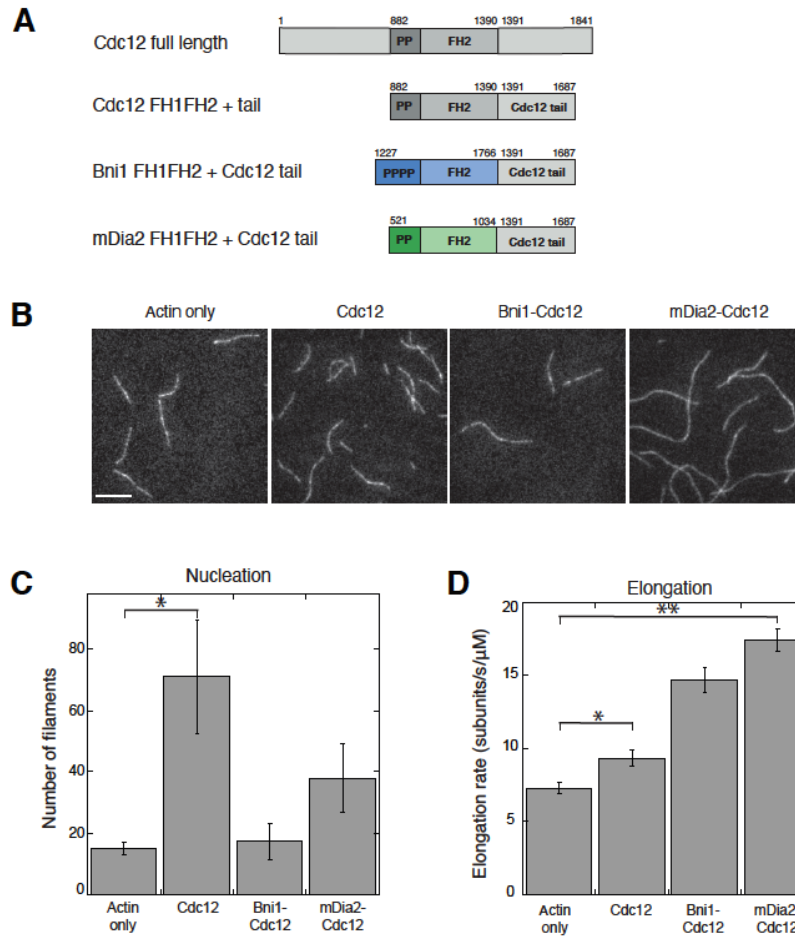 A
Cdc12 full length
1 882 1390 1391 1841
PP FH2
Cdc12 FH1FH2 + tail
882 1390 1391 1687
PP FH2 Cdc12 tail
Bni1 FH1FH2 + Cdc12 tail
1227 1766 1391 1687
PPPP FH2 Cdc12 tail
mDia2 FH1FH2 + Cdc12 tail
521 1034 1391 1687
PP FH2 Cdc12 tail
B
Actin only Cdc12 Bni1-Cdc12 mDia2-Cdc12
C
Nucleation
*
Number of filaments
80
60
40
20
0
Actin only
Cdc12
Bni1-
Cdc12
mDia2-
Cdc12
D
Elongation
**
*
Elongation rate (subunits/s/µM)
20
15
10
5
0
Actin
only
Cdc12
Bni1-
Cdc12
mDia2
Cdc12